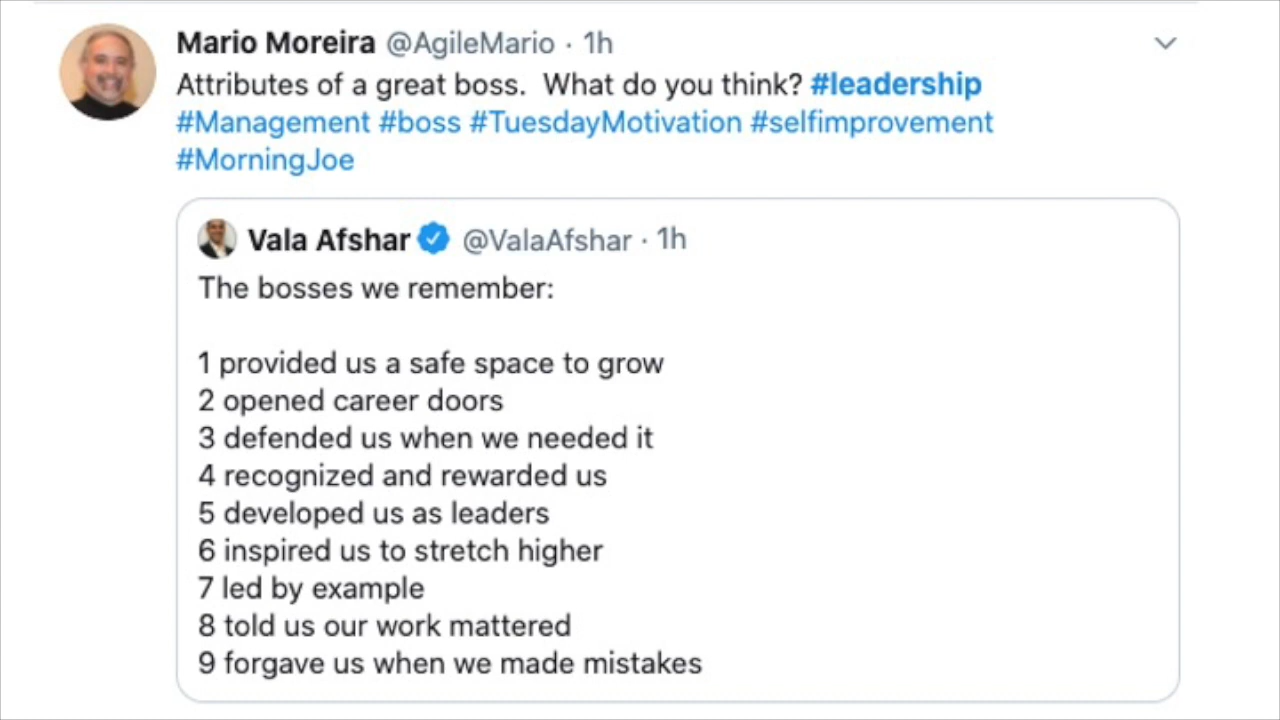 Mario Moreira @AgileMario · 1h
Attributes of a great boss.  What do you think? #leadership
#Management #boss #TuesdayMotivation #selfimprovement
#MorningJoe
Vala Afshar @ValaAfshar · 1h
The bosses we remember:
1 provided us a safe space to grow
2 opened career doors
3 defended us when we needed it
4 recognized and rewarded us
5 developed us as leaders
6 inspired us to stretch higher
7 led by example
8 told us our work mattered
9 forgave us when we made mistakes